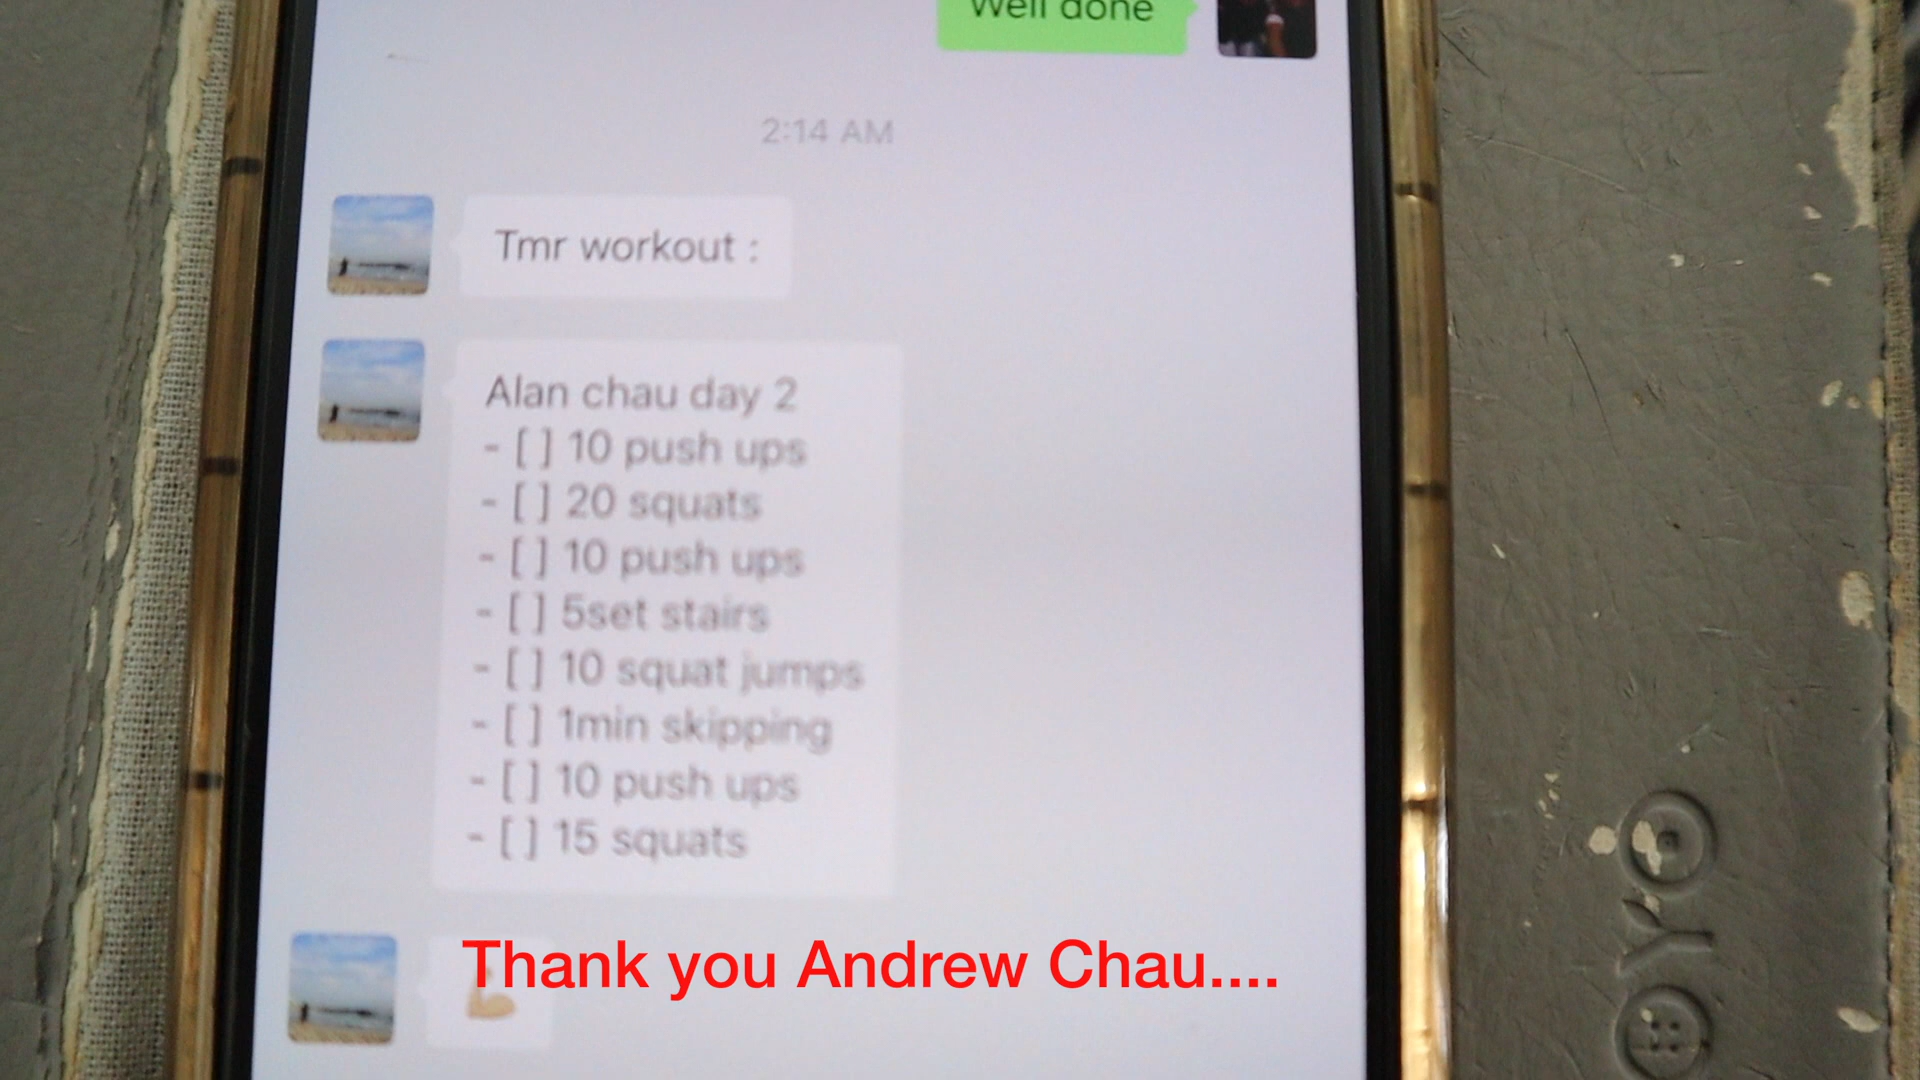 Well done
2:14 AM
Tmr workout :
Alan chau day 2
- [ ] 10 push ups
- [ ] 20 squats
- [ ] 10 push ups
- [ ] 5set stairs
- [ ] 10 squat jumps
- [ ] 1min skipping
- [ ] 10 push ups
- [ ] 15 squats
Thank you Andrew Chau....